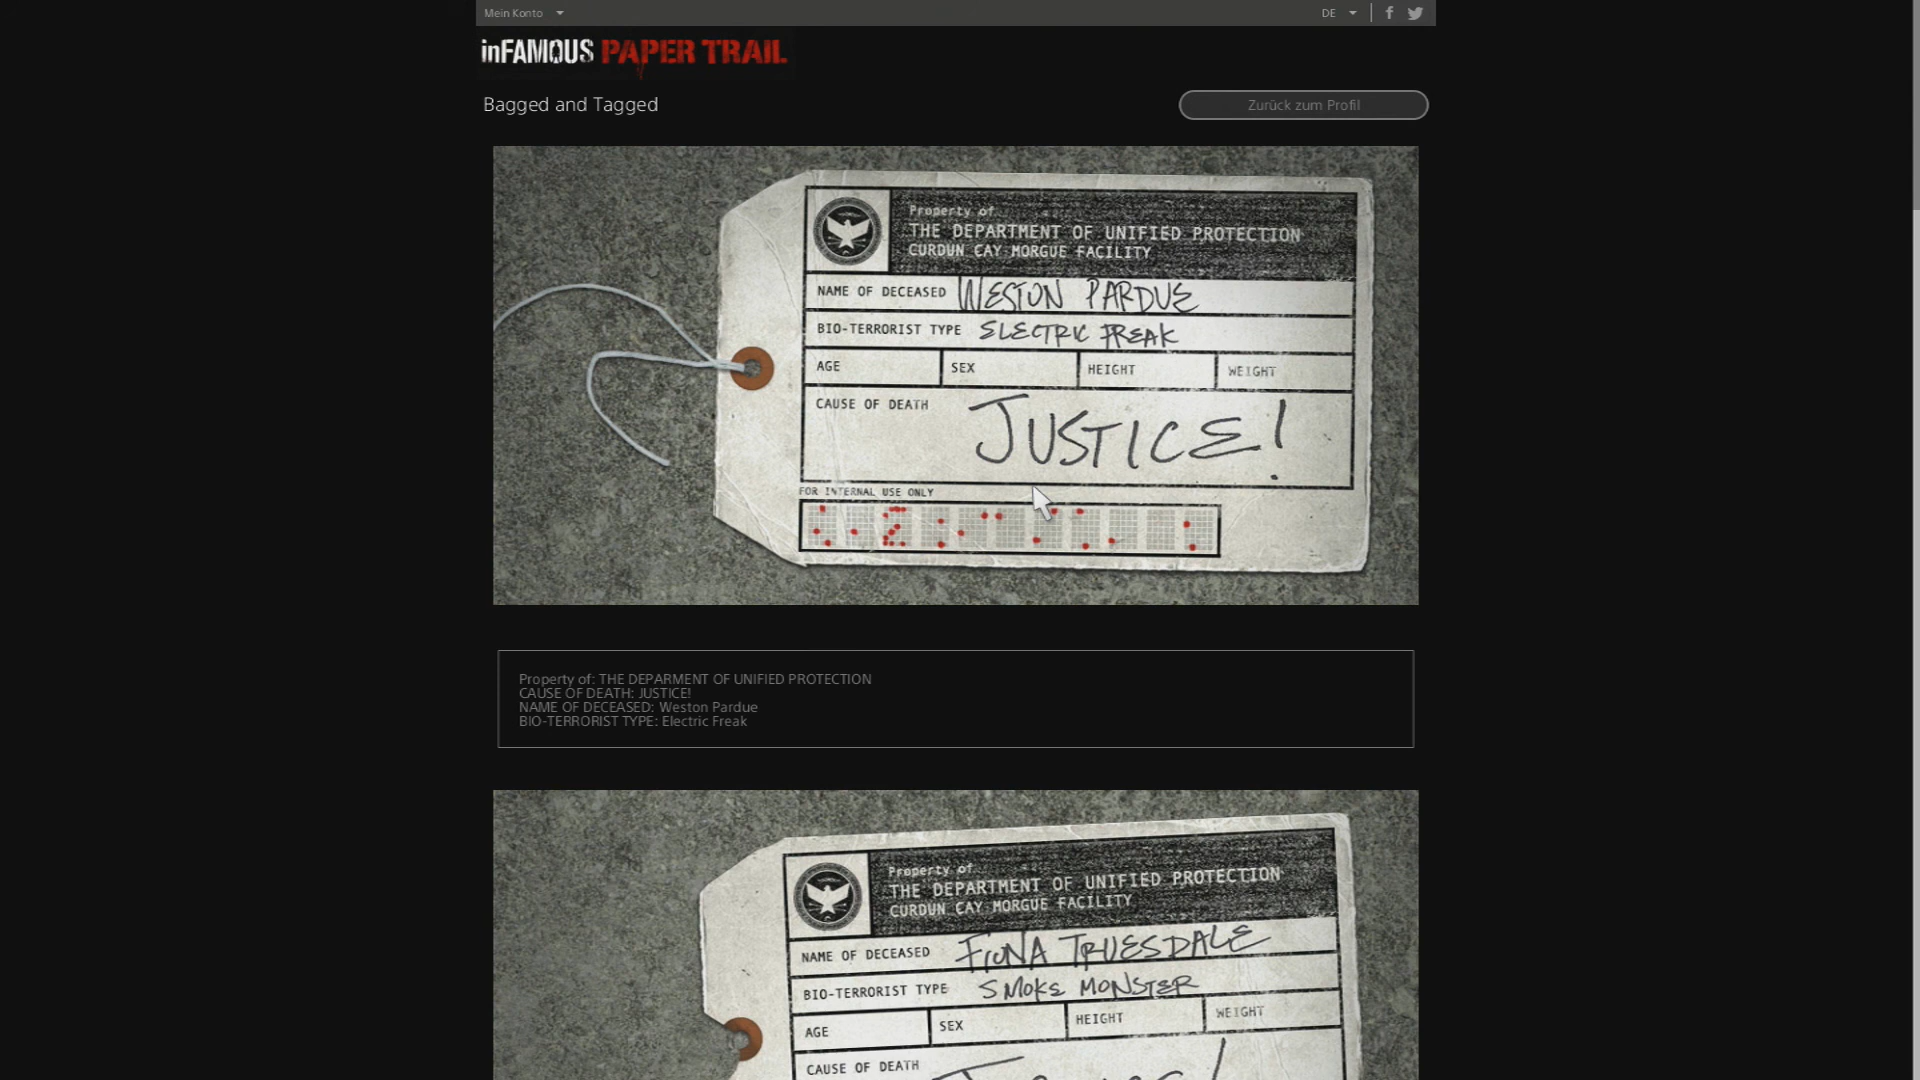 Mein Konto
DE
inFAMOUS PAPER TRAIL
Bagged and Tagged
Zurück zum Profil
Property of
THE DEPARTMENT OF UNIFIED PROTECTION
CURDUN CAY MORGUE FACILITY
NAME OF DECEASED WESTON PARDUE
BIO-TERRORIST TYPE ELECTRIC FREAK
AGE SEX HEIGHT WEIGHT
CAUSE OF DEATH JUSTICE!
FOR INTERNAL USE ONLY
Property of: THE DEPARMENT OF UNIFIED PROTECTION
CAUSE OF DEATH: JUSTICE!
NAME OF DECEASED: Weston Pardue
BIO-TERRORIST TYPE: Electric Freak
Property of
THE DEPARTMENT OF UNIFIED PROTECTION
CURDUN CAY MORGUE FACILITY
NAME OF DECEASED FIONA TRUESDALE
BIO-TERRORIST TYPE SMOKE MONSTER
AGE SEX HEIGHT WEIGHT
CAUSE OF DEATH